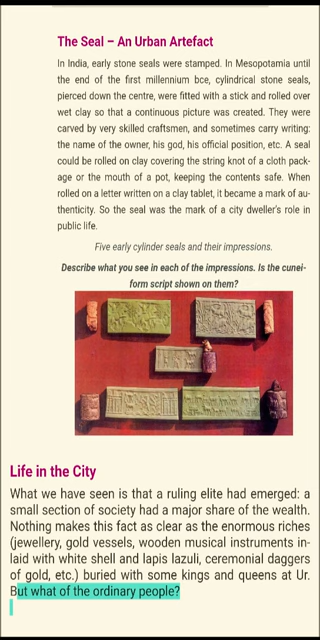 The Seal – An Urban Artefact
In India, early stone seals were stamped. In Mesopotamia until
the end of the first millennium bce, cylindrical stone seals,
pierced down the centre, were fitted with a stick and rolled over
wet clay so that a continuous picture was created. They were
carved by very skilled craftsmen, and sometimes carry writing:
the name of the owner, his god, his official position, etc. A seal
could be rolled on clay covering the string knot of a cloth pack-
age or the mouth of a pot, keeping the contents safe. When
rolled on a letter written on a clay tablet, it became a mark of au-
thenticity. So the seal was the mark of a city dweller's role in
public life.
Five early cylinder seals and their impressions.
Describe what you see in each of the impressions. Is the cunei-
form script shown on them?
Life in the City
What we have seen is that a ruling elite had emerged: a
small section of society had a major share of the wealth.
Nothing makes this fact as clear as the enormous riches
(jewellery, gold vessels, wooden musical instruments in-
laid with white shell and lapis lazuli, ceremonial daggers
of gold, etc.) buried with some kings and queens at Ur.
But what of the ordinary people?